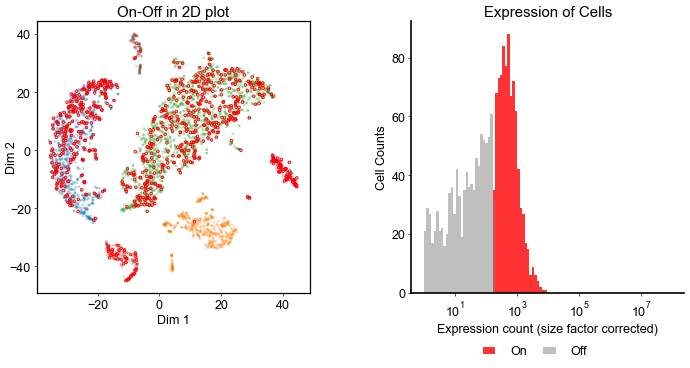 On-Off in 2D plot
40
20
0
−20
−40
Dim 2
−20
0
20
40
Dim 1
Expression of Cells
80
60
40
20
0
Cell Counts
10^1
10^3
10^5
10^7
Expression count (size factor corrected)
On
Off